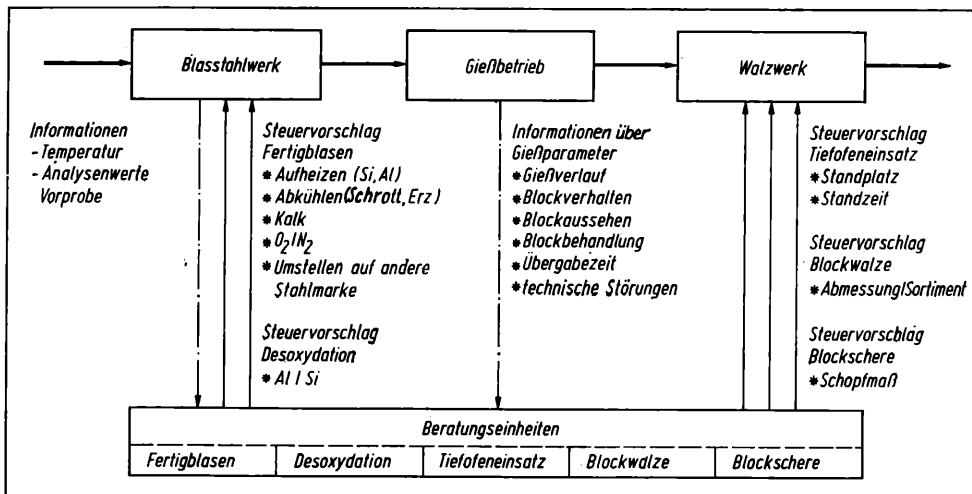 Blasstahlwerk
Gießbetrieb
Walzwerk
Informationen
- Temperatur
- Analysenwerte
Vorprobe
Steuervorschlag
Fertigblasen
* Aufheizen (Si, Al)
* Abkühlen (Schrott, Erz)
* Kalk
* O₂/N₂
* Umstellen auf andere
Stahlmarke
Steuervorschlag
Desoxydation
* Al / Si
Informationen über
Gießparameter
* Gießverlauf
* Blockverhalten
* Blockaussehen
* Blockbehandlung
* Übergabezeit
* technische Störungen
Steuervorschlag
Tiefofeneinsatz
* Standplatz
* Standzeit
Steuervorschlag
Blockwalze
* Abmessung/Sortiment
Steuervorschlag
Blockschere
* Schopfmaß
Beratungseinheiten
Fertigblasen
Desoxydation
Tiefofeneinsatz
Blockwalze
Blockschere